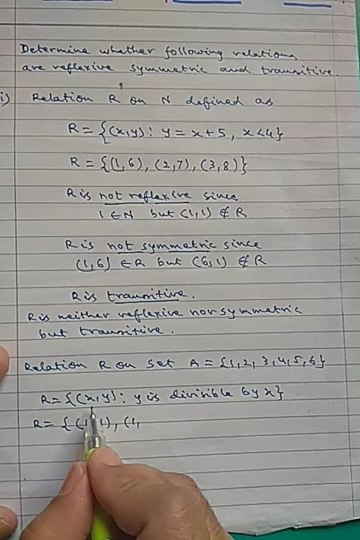 Determine whether following relations
are reflexive symmetric and transitive.
i) Relation R on N defined as
R = {(x,y): y = x+5, x<4}
R = {(1,6), (2,7), (3,8)}
R is not reflexive since
1 ∈ N but (1,1) ∉ R
R is not symmetric since
(1,6) ∈ R but (6,1) ∉ R
R is transitive.
R is neither reflexive nor symmetric
but transitive.
Relation R on set A = {1,2,3,4,5,6}
R = {(x,y): y is divisible by x}
R = {(1,1), (1,